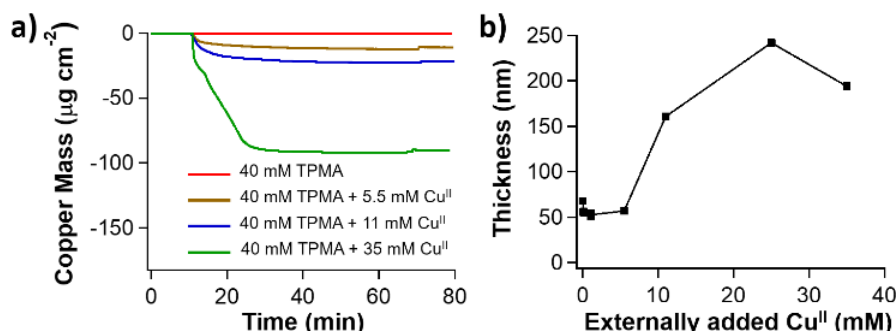 a)
Copper Mass (μg cm⁻²)
0
-50
-100
-150
40 mM TPMA
40 mM TPMA + 5.5 mM Cuᴵᴵ
40 mM TPMA + 11 mM Cuᴵᴵ
40 mM TPMA + 35 mM Cuᴵᴵ
0 20 40 60 80
Time (min)
b)
Thickness (nm)
250
200
150
100
50
0
0 10 20 30 40
Externally added Cuᴵᴵ (mM)